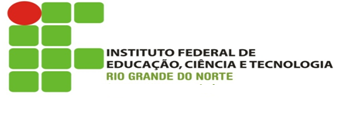 INSTITUTO FEDERAL DE
EDUCAÇÃO, CIÊNCIA E TECNOLOGIA
RIO GRANDE DO NORTE